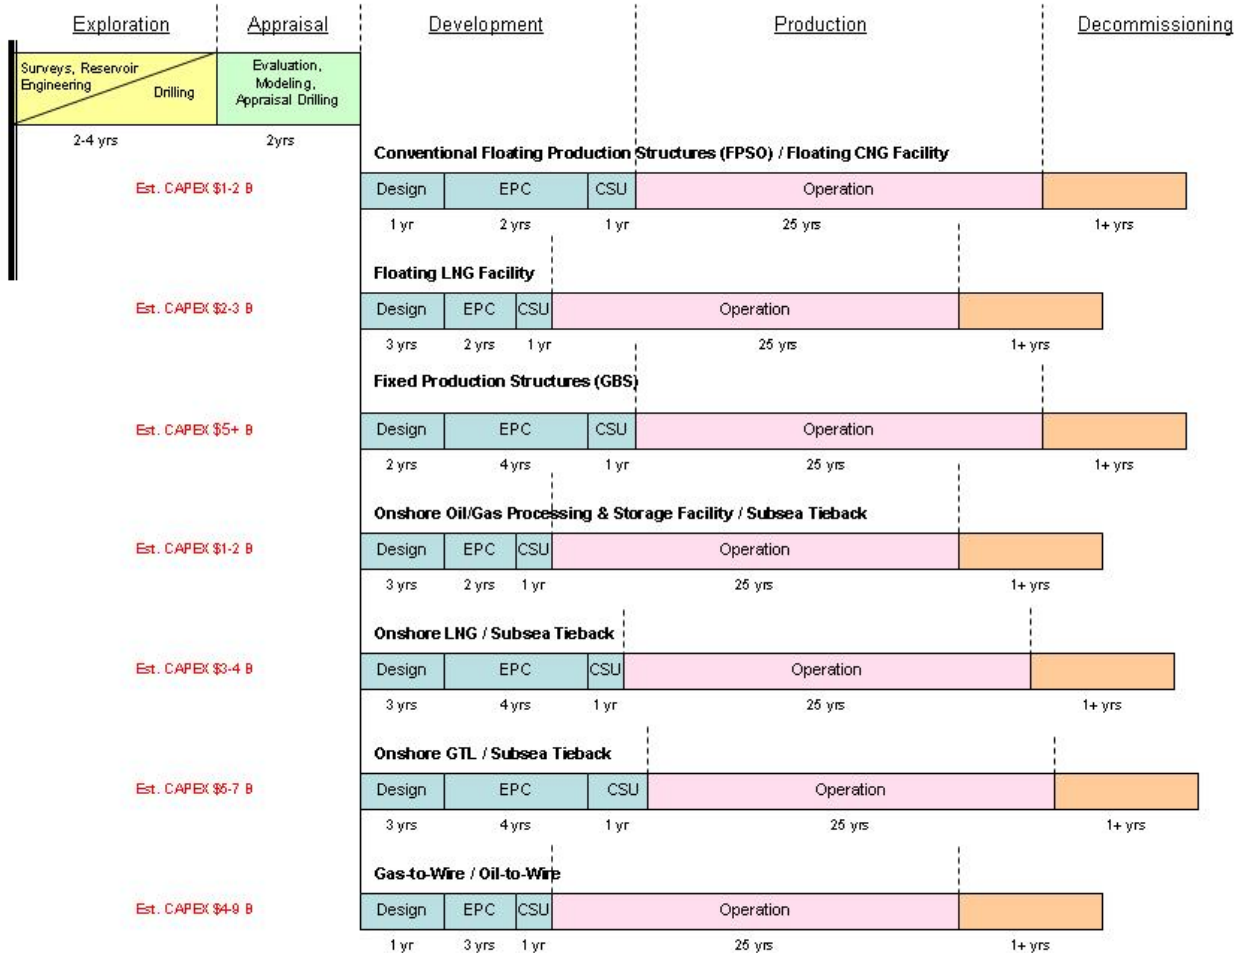 Exploration Appraisal Development Production Decommissioning
Surveys, Reservoir
Engineering
Drilling
Evaluation,
Modeling,
Appraisal Drilling
2-4 yrs 2yrs
Conventional Floating Production Structures (FPSO) / Floating CNG Facility
Est. CAPEX $1-2 B Design EPC CSU Operation
1 yr 2 yrs 1 yr 25 yrs 1+ yrs
Floating LNG Facility
Est. CAPEX $2-3 B Design EPC CSU Operation
3 yrs 2 yrs 1 yr 25 yrs 1+ yrs
Fixed Production Structures (GBS)
Est. CAPEX $5+ B Design EPC CSU Operation
2 yrs 4 yrs 1 yr 25 yrs 1+ yrs
Onshore Oil/Gas Processing & Storage Facility / Subsea Tieback
Est. CAPEX $1-2 B Design EPC CSU Operation
3 yrs 2 yrs 1 yr 25 yrs 1+ yrs
Onshore LNG / Subsea Tieback
Est. CAPEX $3-4 B Design EPC CSU Operation
3 yrs 4 yrs 1 yr 25 yrs 1+ yrs
Onshore GTL / Subsea Tieback
Est. CAPEX $5-7 B Design EPC CSU Operation
3 yrs 4 yrs 1 yr 25 yrs 1+ yrs
Gas-to-Wire / Oil-to-Wire
Est. CAPEX $4-9 B Design EPC CSU Operation
1 yr 3 yrs 1 yr 25 yrs 1+ yrs